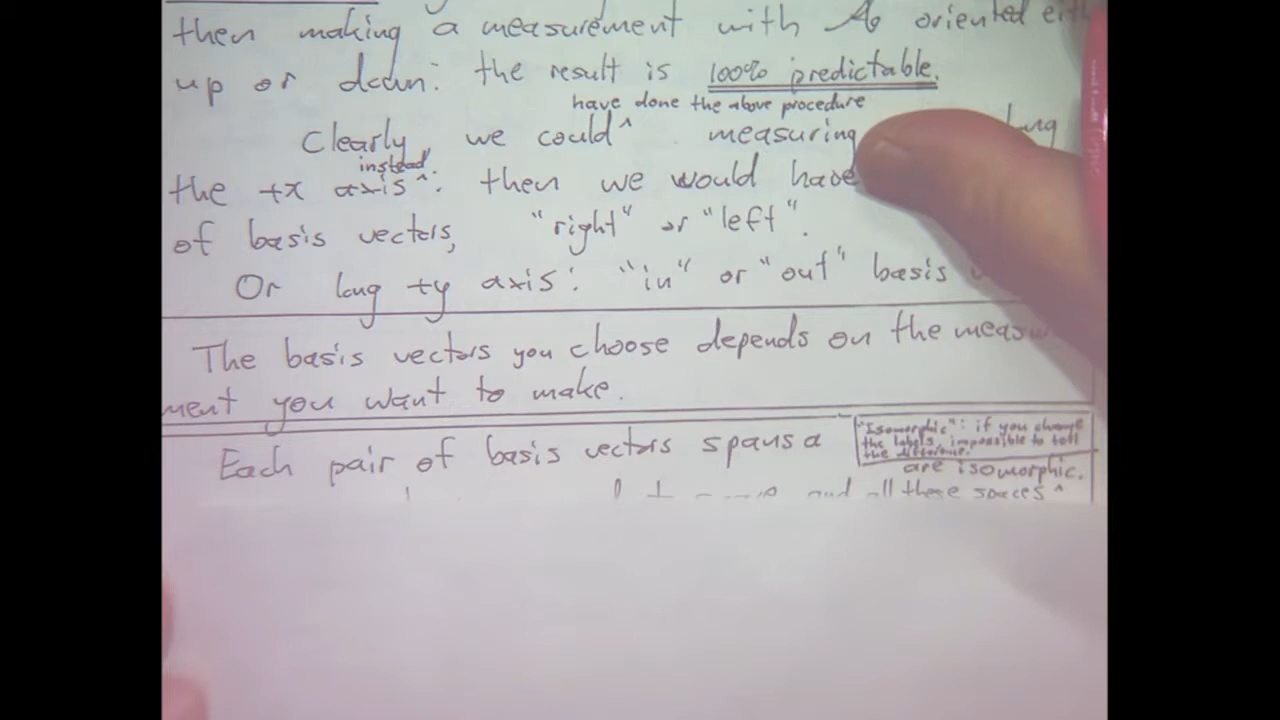 then making a measurement with A oriented
up or down: the result is 100% predictable.
have done the above procedure
Clearly, we could ^ measuring
instead.
the +x axis ^: then we would have
of basis vectors, "right" or "left".
Or long +y axis: "in" or "out" basis
The basis vectors you choose depends on the measure
ment you want to make.
Each pair of basis vectors spans a
"Isomorphic": if you change
the labels, impossible to tell
the difference.
are isomorphic.
and all these spaces ^